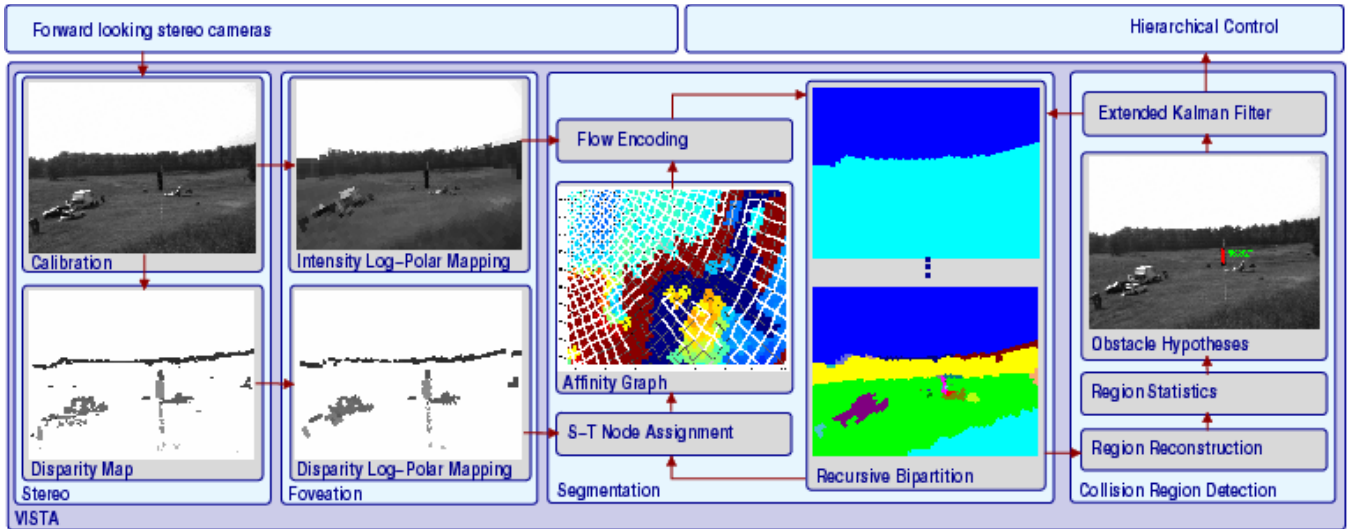 Forward looking stereo cameras
Hierarchical Control
Calibration
Disparity Map
Stereo
Intensity Log-Polar Mapping
Disparity Log-Polar Mapping
Foveation
Flow Encoding
Affinity Graph
S-T Node Assignment
Segmentation
Recursive Bipartition
Extended Kalman Filter
Obstacle Hypotheses
Region Statistics
Region Reconstruction
Collision Region Detection
VISTA